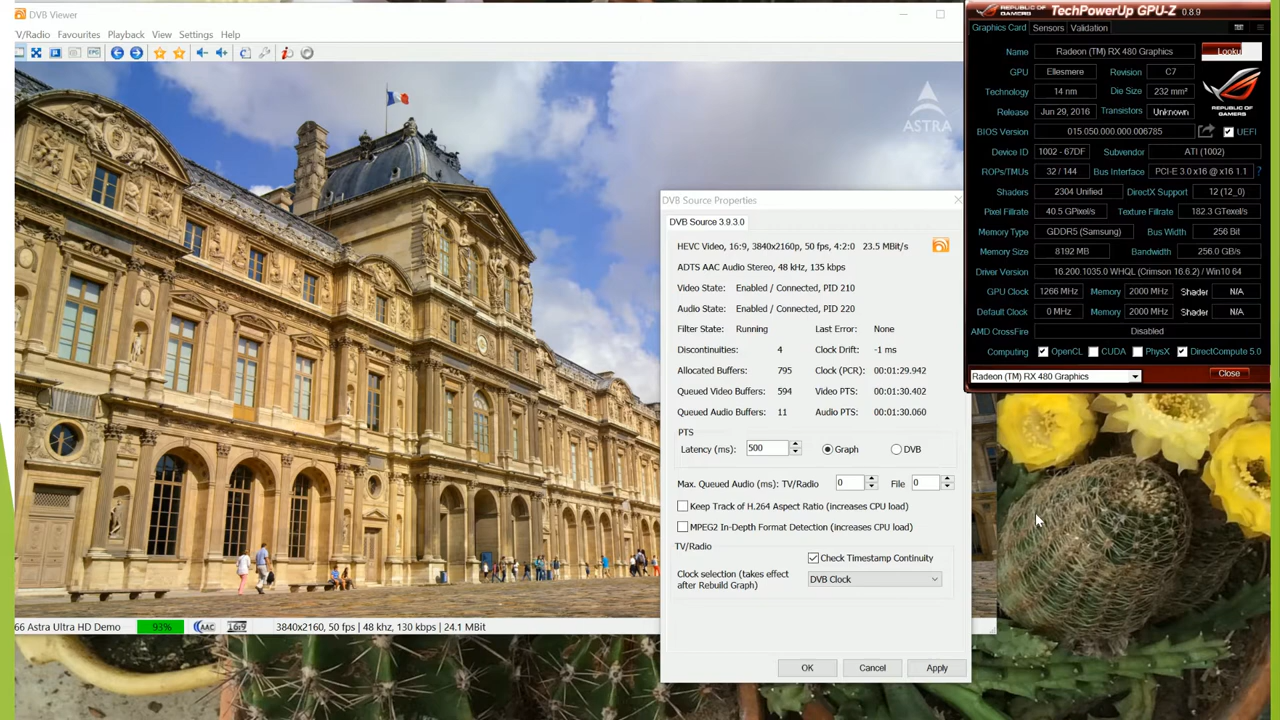 DVB Viewer
TV/Radio Favourites Playback View Settings Help
EPG
ASTRA
66 Astra Ultra HD Demo 93% AAC 16:9 3840x2160, 50 fps | 48 khz, 130 kbps | 24.1 MBit
DVB Source Properties
DVB Source 3.9.3.0
HEVC Video, 16:9, 3840x2160p, 50 fps, 4:2:0 23.5 MBit/s
ADTS AAC Audio Stereo, 48 kHz, 135 kbps
Video State: Enabled / Connected, PID 210
Audio State: Enabled / Connected, PID 220
Filter State: Running Last Error: None
Discontinuities: 4 Clock Drift: -1 ms
Allocated Buffers: 795 Clock (PCR): 00:01:29.942
Queued Video Buffers: 594 Video PTS: 00:01:30.402
Queued Audio Buffers: 11 Audio PTS: 00:01:30.060
PTS
Latency (ms): 500 Graph DVB
Max. Queued Audio (ms): TV/Radio 0 File 0
Keep Track of H.264 Aspect Ratio (increases CPU load)
MPEG2 In-Depth Format Detection (increases CPU load)
TV/Radio
Check Timestamp Continuity
Clock selection (takes effect
after Rebuild Graph)
DVB Clock
OK Cancel Apply
REPUBLIC OF
GAMERS
TechPowerUp GPU-Z 0.8.9
Graphics Card Sensors Validation
Name Radeon (TM) RX 480 Graphics Looku
GPU Ellesmere Revision C7
Technology 14 nm Die Size 232 mm²
Release Jun 29, 2016 Transistors Unknown
REPUBLIC OF
GAMERS
BIOS Version 015.050.000.000.006785 UEFI
Device ID 1002 - 67DF Subvendor ATI (1002)
ROPs/TMUs 32 / 144 Bus Interface PCI-E 3.0 x16 @ x16 1.1 ?
Shaders 2304 Unified DirectX Support 12 (12_0)
Pixel Fillrate 40.5 GPixel/s Texture Fillrate 182.3 GTexel/s
Memory Type GDDR5 (Samsung) Bus Width 256 Bit
Memory Size 8192 MB Bandwidth 256.0 GB/s
Driver Version 16.200.1035.0 WHQL (Crimson 16.6.2) / Win10 64
GPU Clock 1266 MHz Memory 2000 MHz Shader N/A
Default Clock 0 MHz Memory 2000 MHz Shader N/A
AMD CrossFire Disabled
Computing OpenCL CUDA PhysX DirectCompute 5.0
Radeon (TM) RX 480 Graphics Close